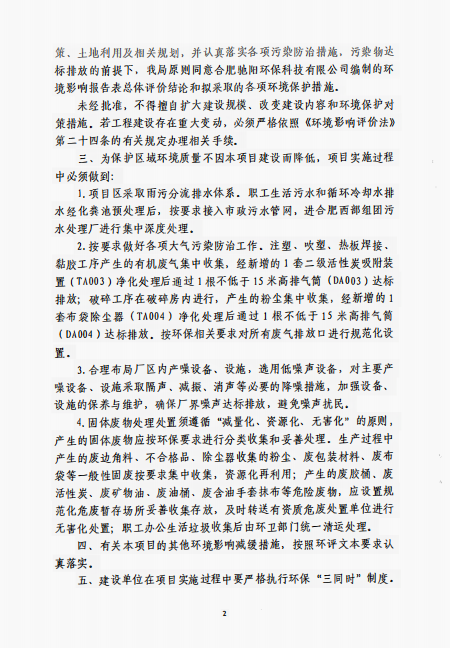 策、土地利用及相关规划，并认真落实各项污染防治措施，污染物达
标排放的前提下，我局原则同意合肥驰阳环保科技有限公司编制的环
境影响报告表总体评价结论和拟采取的各项环境保护措施。
未经批准，不得擅自扩大建设规模、改变建设内容和环境保护对
策措施。若工程建设存在重大变动，必须严格依照《环境影响评价法》
第二十四条的有关规定办理相关手续。
三、为保护区域环境质量不因本项目建设而降低，项目实施过程
中必须做到：
1.项目区采取雨污分流排水体系。职工生活污水和循环冷却水排
水经化粪池预处理后，按要求接入市政污水管网，进合肥西部组团污
水处理厂进行集中深度处理。
2.按要求做好各项大气污染防治工作。注塑、吹塑、热板焊接、
黏胶工序产生的有机废气集中收集，经新增的1套二级活性炭吸附装
置（TA003）净化处理后通过1根不低于15米高排气筒（DA003）达标
排放；破碎工序在破碎房内进行，产生的粉尘集中收集，经新增的1
套布袋除尘器（TA004）净化处理后通过1根不低于15米高排气筒
（DA004）达标排放。按环保相关要求对所有废气排放口进行规范化设
置。
3.合理布局厂区内产噪设备、设施，选用低噪声设备，对主要产
噪设备、设施采取隔声、减振、消声等必要的降噪措施，加强设备、
设施的保养与维护，确保厂界噪声达标排放，避免噪声扰民。
4.固体废物处理处置须遵循“减量化、资源化、无害化”的原则，
产生的固体废物应按环保要求进行分类收集和妥善处理。生产过程中
产生的废边角料、不合格品、除尘器收集的粉尘、废包装材料、废布
袋等一般性固废按要求集中收集，资源化再利用；产生的废胶桶、废
活性炭、废矿物油、废油桶、废含油手套抹布等危险废物，应设置规
范化危废暂存场所妥善收集存放，及时转送有资质危废处置单位进行
无害化处置；职工办公生活垃圾收集后由环卫部门统一清运处理。
四、有关本项目的其他环境影响减缓措施，按照环评文本要求认
真落实。
五、建设单位在项目实施过程中要严格执行环保“三同时”制度。
2